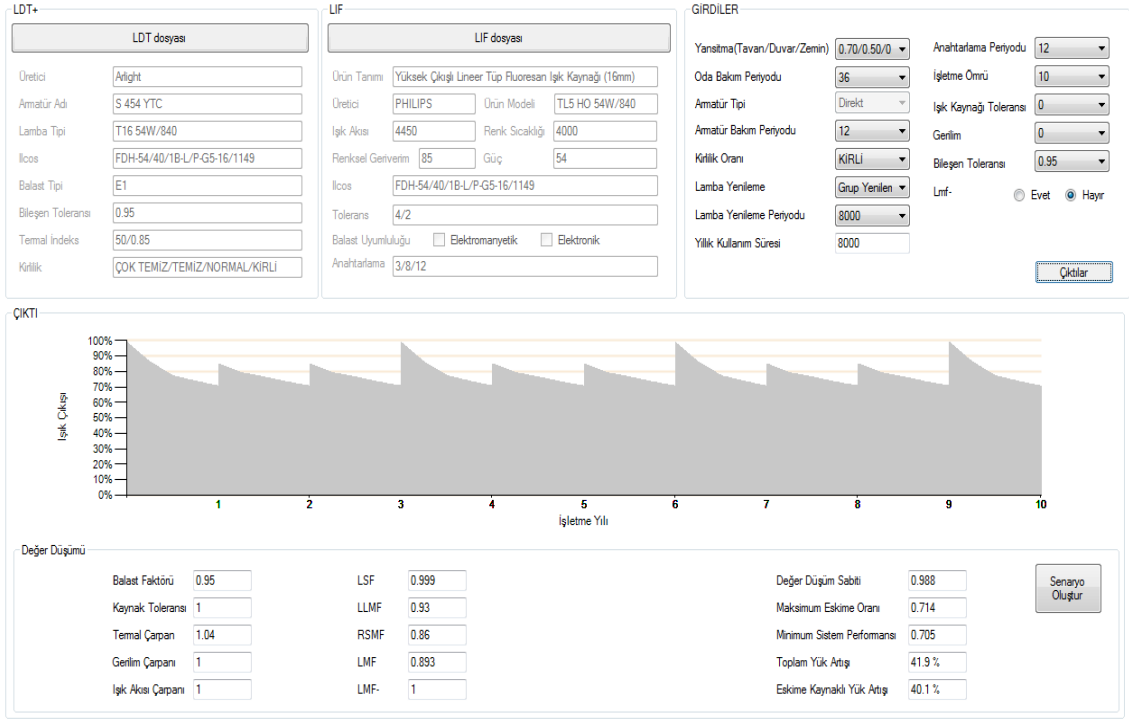 LDT+
LDT dosyası
Üretici Arlight
Armatür Adı S 454 YTC
Lamba Tipi T16 54W/840
Ilcos FDH-54/40/1B-L/P-G5-16/1149
Balast Tipi E1
Bileşen Toleransı 0.95
Termal İndeks 50/0.85
Kirlilik ÇOK TEMİZ/TEMİZ/NORMAL/KİRLİ
LIF
LIF dosyası
Ürün Tanımı Yüksek Çıkışlı Lineer Tüp Fluoresan Işık Kaynağı (16mm)
Üretici PHILIPS Ürün Modeli TL5 HO 54W/840
Işık Akısı 4450 Renk Sıcaklığı 4000
Renksel Geriverim 85 Güç 54
Ilcos FDH-54/40/1B-L/P-G5-16/1149
Tolerans 4/2
Balast Uyumluluğu Elektromanyetik Elektronik
Anahtarlama 3/8/12
GİRDİLER
Yansıtma(Tavan/Duvar/Zemin) 0.70/0.50/0
Oda Bakım Periyodu 36
Armatür Tipi Direkt
Armatür Bakım Periyodu 12
Kirlilik Oranı KİRLİ
Lamba Yenileme Grup Yenilen
Lamba Yenileme Periyodu 8000
Yıllık Kullanım Süresi 8000
Anahtarlama Periyodu 12
İşletme Ömrü 10
Işık Kaynağı Toleransı 0
Gerilim 0
Bileşen Toleransı 0.95
Lmf- Evet Hayır
Çıktılar
ÇIKTI
Işık Çıkışı
100%
90%
80%
70%
60%
50%
40%
30%
20%
10%
0%
1 2 3 4 5 6 7 8 9 10
İşletme Yılı
Değer Düşümü
Balast Faktörü 0.95
Kaynak Toleransı 1
Termal Çarpan 1.04
Gerilim Çarpanı 1
Işık Akısı Çarpanı 1
LSF 0.999
LLMF 0.93
RSMF 0.86
LMF 0.893
LMF- 1
Değer Düşüm Sabiti 0.988
Maksimum Eskime Oranı 0.714
Minimum Sistem Performansı 0.705
Toplam Yük Artışı 41.9 %
Eskime Kaynaklı Yük Artışı 40.1 %
Senaryo
Oluştur